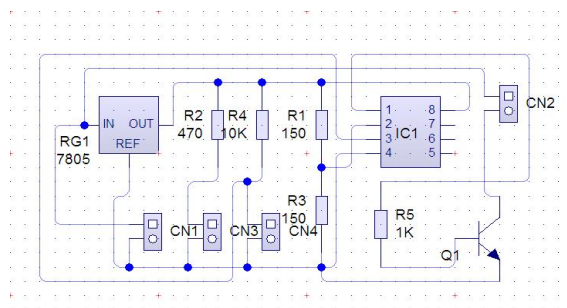 CN2
1 8
2 7
3 6
4 5
IC1
IN OUT
REF
RG1
7805
R2
470
R4
10K
R1
150
R3
150
CN1
CN3
CN4
R5
1K
Q1